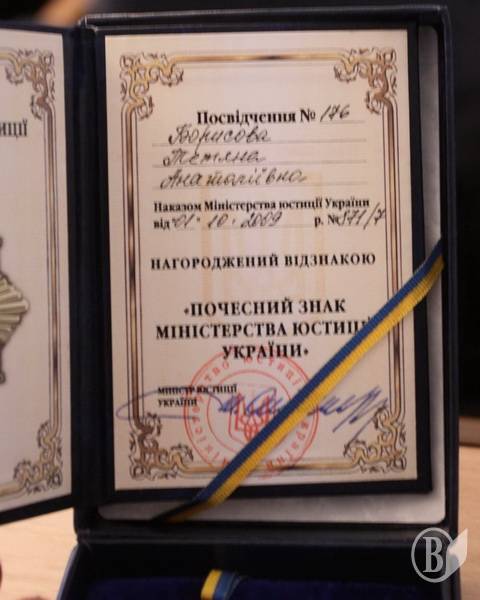 ЦІЇ
Посвідчення № 176
Борисова
Тетяна
Анатоліївна
Наказом Міністерства юстиції України
від "01" 10 2009 р. № 871/7
НАГОРОДЖЕНИЙ ВІДЗНАКОЮ
«ПОЧЕСНИЙ ЗНАК
МІНІСТЕРСТВА ЮСТИЦІЇ
УКРАЇНИ»
МІНІСТР ЮСТИЦІЇ
УКРАЇНИ
В